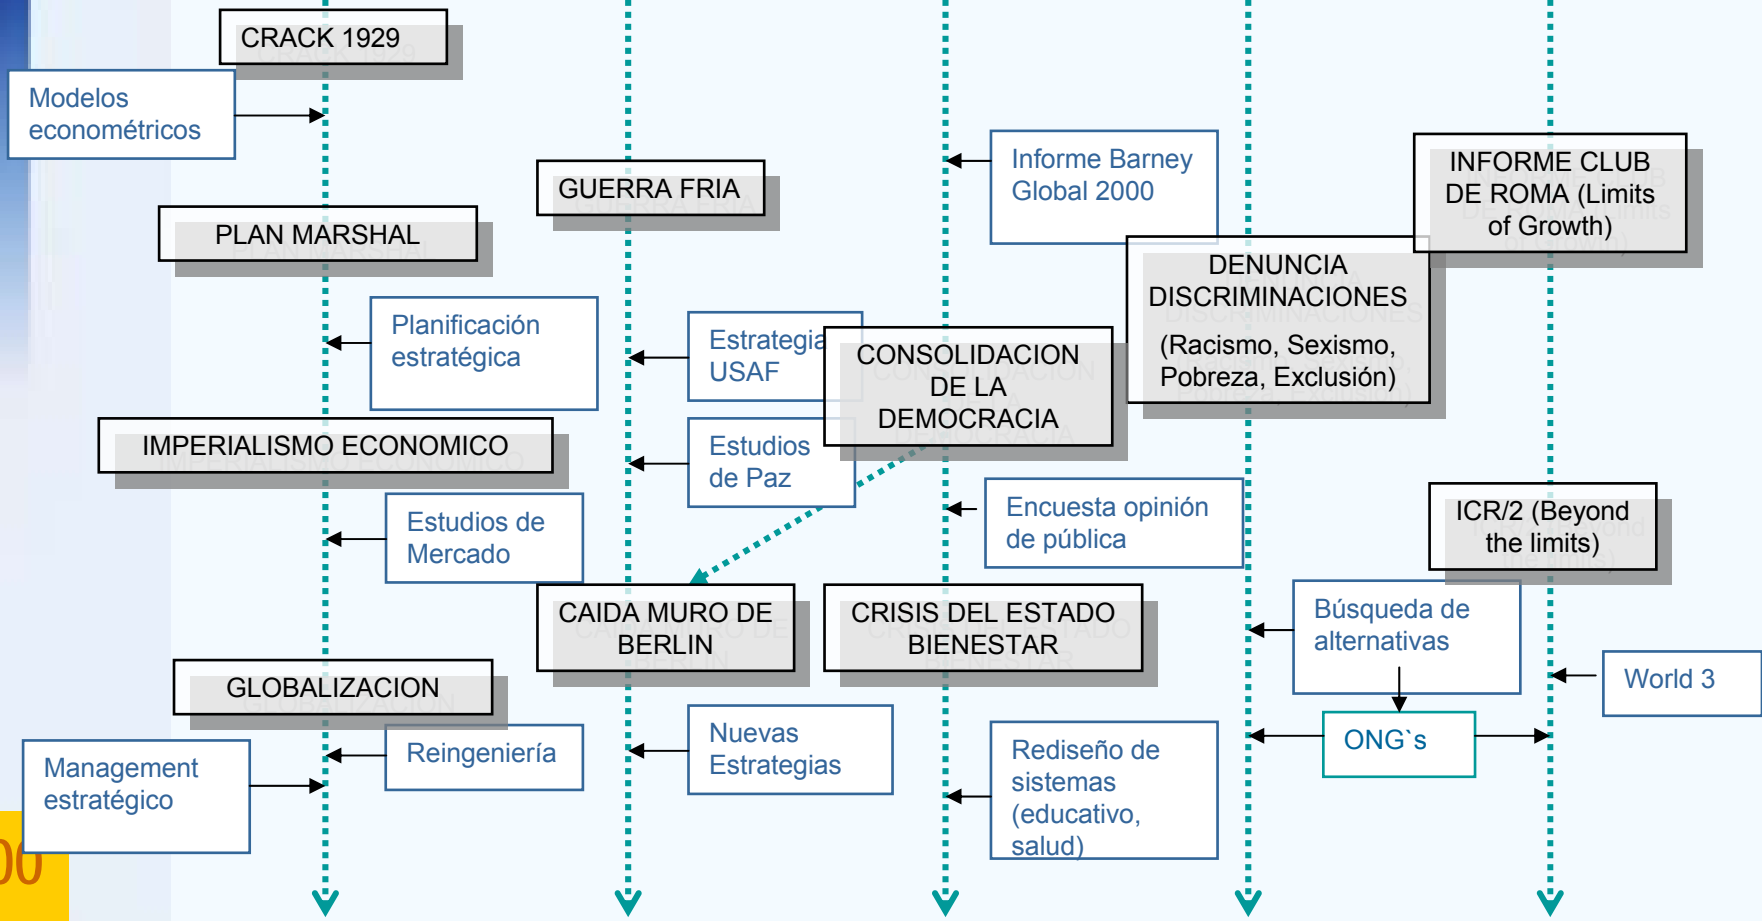 CRACK 1929
Modelos
econométricos
PLAN MARSHAL
Planificación
estratégica
IMPERIALISMO ECONOMICO
Estudios de
Mercado
GLOBALIZACION
Reingeniería
Management
estratégico
GUERRA FRIA
Estrategia
USAF
Estudios
de Paz
CAIDA MURO DE
BERLIN
Nuevas
Estrategias
Informe Barney
Global 2000
CONSOLIDACION
DE LA
DEMOCRACIA
Encuesta opinión
de pública
CRISIS DEL ESTADO
BIENESTAR
Rediseño de
sistemas
(educativo,
salud)
DENUNCIA
DISCRIMINACIONES
(Racismo, Sexismo,
Pobreza, Exclusión)
Búsqueda de
alternativas
ONG`s
INFORME CLUB
DE ROMA (Limits
of Growth)
ICR/2 (Beyond
the limits)
World 3
00